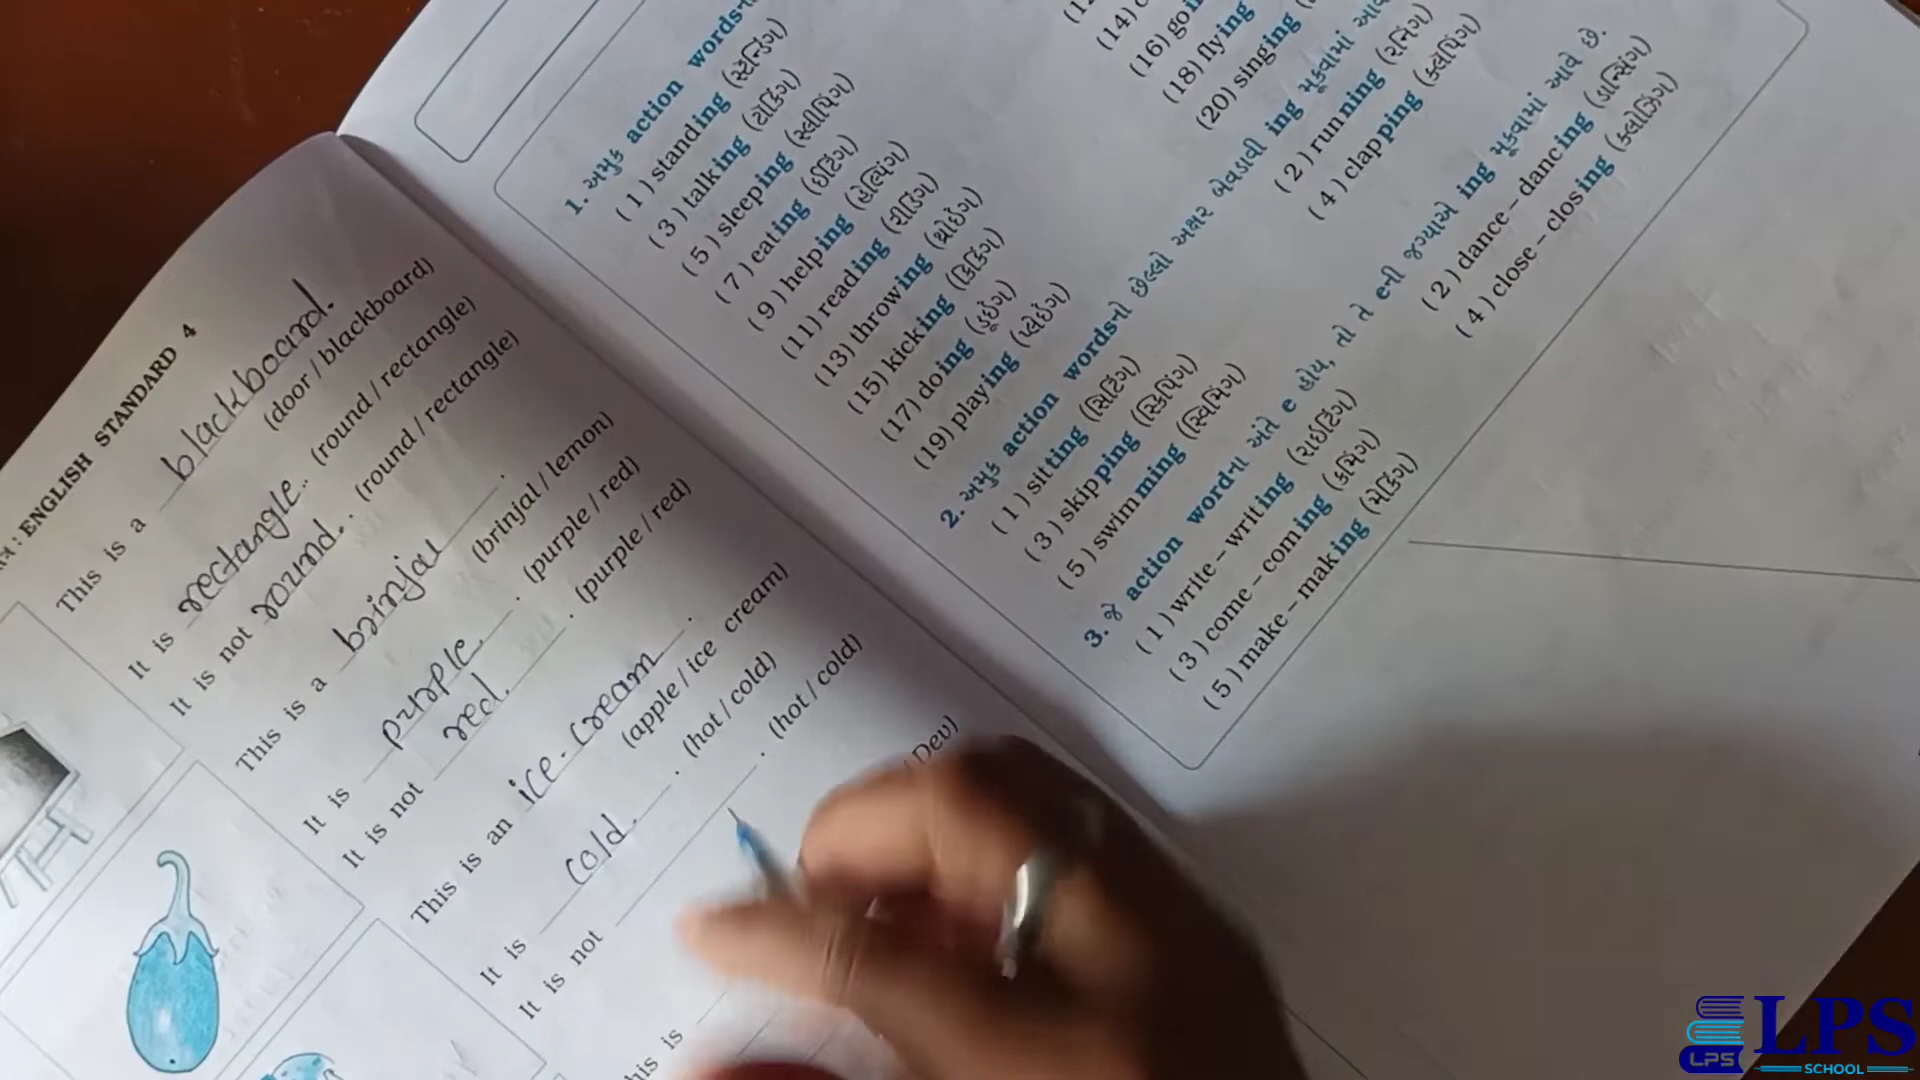 ENGLISH STANDARD 4
This is a blackboard.
(door / blackboard)
It is rectangle. (round / rectangle)
It is not round. (round / rectangle)
This is a brinjal.
(brinjal / lemon)
It is purple. (purple / red)
It is not red. (purple / red)
This is an ice-cream.
(apple / ice cream)
It is cold. (hot / cold)
It is not . (hot / cold)
Dev)
his is
1. અમુક action words
( 1 ) standing (સ્ટૅન્ડિંગ)
( 3 ) talking (ટૉકિંગ)
( 5 ) sleeping (સ્લીપિંગ)
( 7 ) eating (ઈટિંગ)
( 9 ) helping (હેલ્પિંગ)
(11) reading (રીડિંગ)
(13) throwing (થ્રોઇંગ)
(15) kicking (કિકિંગ)
(17) doing (ડૂઇંગ)
(19) playing (પ્લેઇંગ)
(14)
(16) goi
(18) flying
(20) singing
2. અમુક action wordsનો છેલ્લો અક્ષર બેવડાવી ing મૂકવામાં
( 1 ) sitting (સિટિંગ)
( 2 ) running (રનિંગ)
( 3 ) skipping (સ્કિપિંગ)
( 4 ) clapping (ક્લૅપિંગ)
( 5 ) swimming (સ્વિમિંગ)
3. જે action wordના અંતે e હોય, તો તે eની જગ્યાએ ing મૂકવામાં આવે છે.
( 1 ) write – writing (રાઇટિંગ)
( 2 ) dance – dancing (ડાન્સિંગ)
( 3 ) come – coming (કમિંગ)
( 4 ) close – closing (ક્લોઝિંગ)
( 5 ) make – making (મેકિંગ)
LPS
LPS
SCHOOL